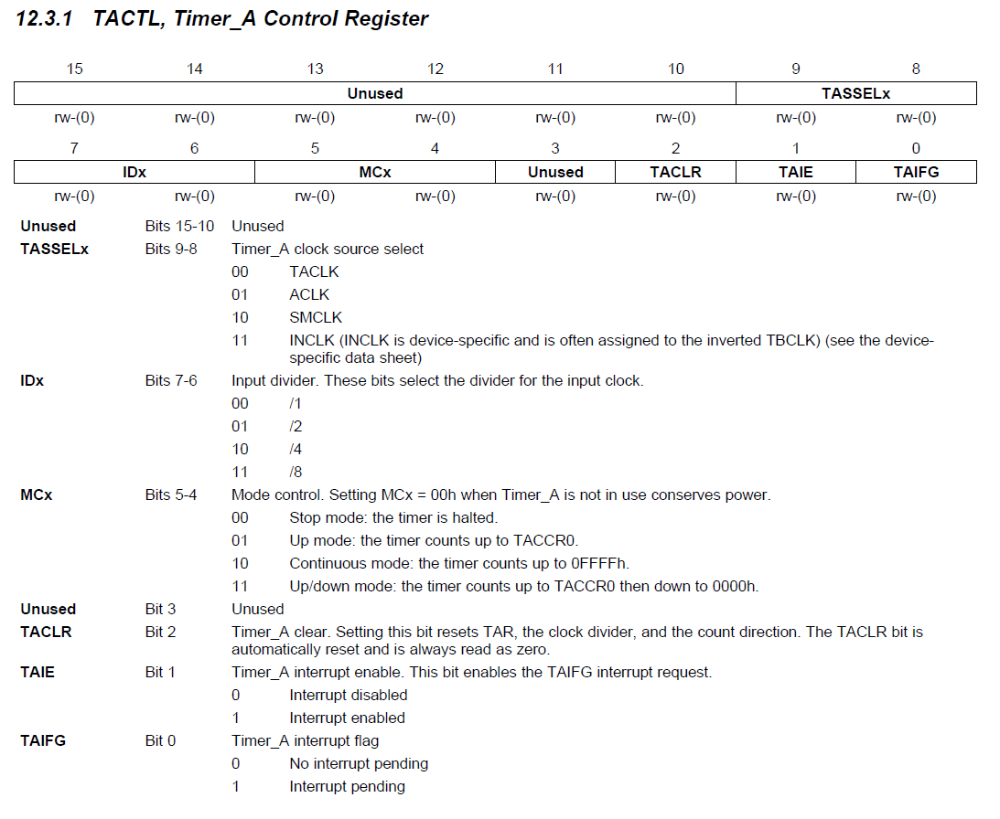 12.3.1 TACTL, Timer_A Control Register
15 14 13 12 11 10 9 8
Unused TASSELx
rw-(0) rw-(0) rw-(0) rw-(0) rw-(0) rw-(0) rw-(0) rw-(0)
7 6 5 4 3 2 1 0
IDx MCx Unused TACLR TAIE TAIFG
rw-(0) rw-(0) rw-(0) rw-(0) rw-(0) rw-(0) rw-(0) rw-(0)
Unused Bits 15-10 Unused
TASSELx Bits 9-8 Timer_A clock source select
00 TACLK
01 ACLK
10 SMCLK
11 INCLK (INCLK is device-specific and is often assigned to the inverted TBCLK) (see the device-
specific data sheet)
IDx Bits 7-6 Input divider. These bits select the divider for the input clock.
00 /1
01 /2
10 /4
11 /8
MCx Bits 5-4 Mode control. Setting MCx = 00h when Timer_A is not in use conserves power.
00 Stop mode: the timer is halted.
01 Up mode: the timer counts up to TACCR0.
10 Continuous mode: the timer counts up to 0FFFFh.
11 Up/down mode: the timer counts up to TACCR0 then down to 0000h.
Unused Bit 3 Unused
TACLR Bit 2 Timer_A clear. Setting this bit resets TAR, the clock divider, and the count direction. The TACLR bit is
automatically reset and is always read as zero.
TAIE Bit 1 Timer_A interrupt enable. This bit enables the TAIFG interrupt request.
0 Interrupt disabled
1 Interrupt enabled
TAIFG Bit 0 Timer_A interrupt flag
0 No interrupt pending
1 Interrupt pending